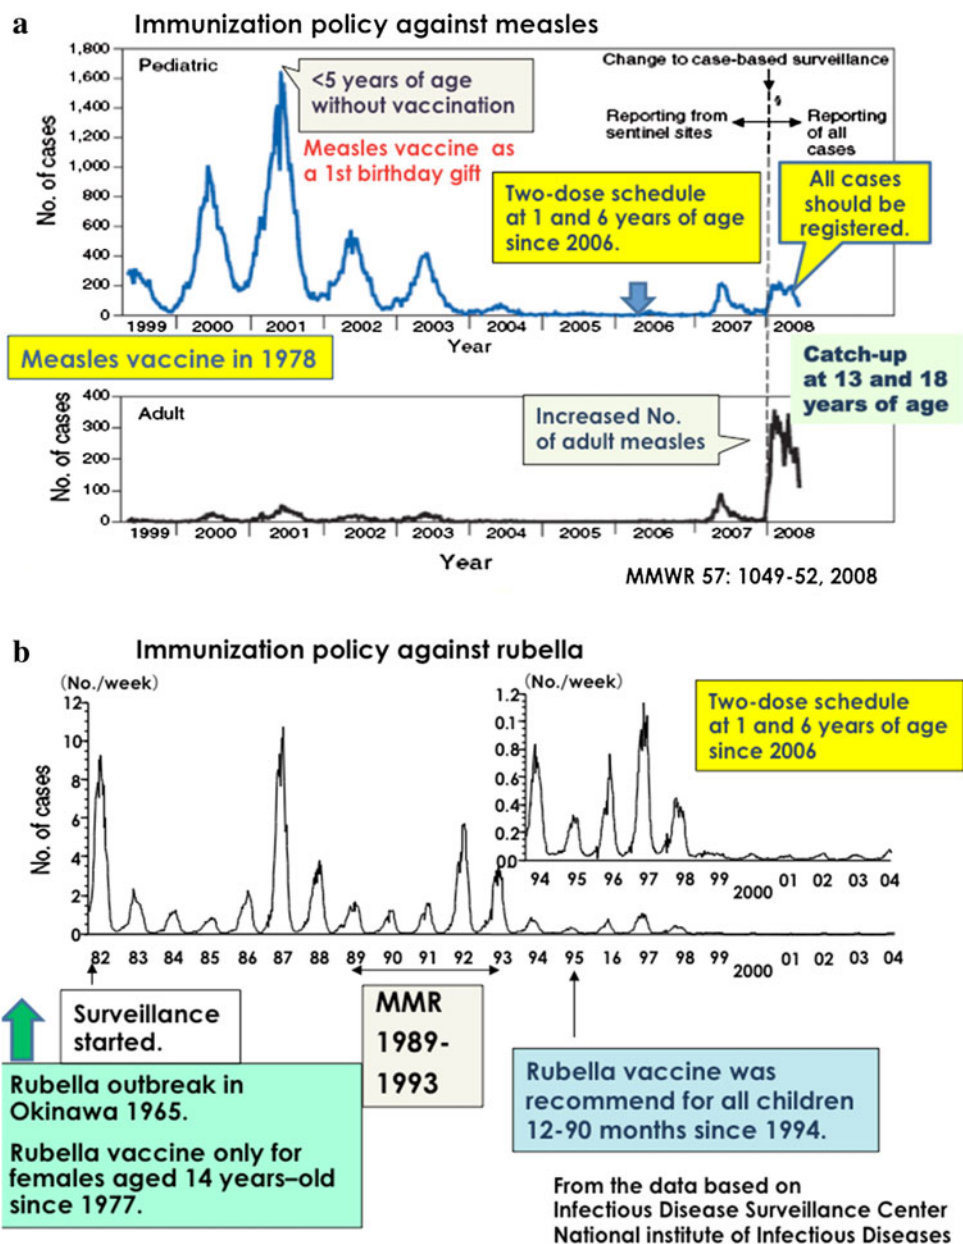 a Immunization policy against measles
Pediatric
No. of cases
1,800
1,600
1,400
1,200
1,000
800
600
400
200
0
<5 years of age
without vaccination
Measles vaccine as
a 1st birthday gift
Change to case-based surveillance
§
Reporting from
sentinel sites
Reporting
of all
cases
Two-dose schedule
at 1 and 6 years of age
since 2006.
All cases
should be
registered.
1999 2000 2001 2002 2003 2004 2005 2006 2007 2008
Year
Measles vaccine in 1978
Catch-up
at 13 and 18
years of age
Adult
No. of cases
400
300
200
100
0
Increased No.
of adult measles
1999 2000 2001 2002 2003 2004 2005 2006 2007 2008
Year
MMWR 57: 1049-52, 2008
b Immunization policy against rubella
(No./week)
No. of cases
12
10
8
6
4
2
0
(No./week)
1.2
0.1
0.8
0.6
0.4
0.2
0.0
94 95 96 97 98 99 2000 01 02 03 04
Two-dose schedule
at 1 and 6 years of age
since 2006
82 83 84 85 86 87 88 89 90 91 92 93 94 95 16 97 98 99 2000 01 02 03 04
Surveillance
started.
MMR
1989-
1993
Rubella outbreak in
Okinawa 1965.
Rubella vaccine only for
females aged 14 years–old
since 1977.
Rubella vaccine was
recommend for all children
12-90 months since 1994.
From the data based on
Infectious Disease Surveillance Center
National institute of Infectious Diseases